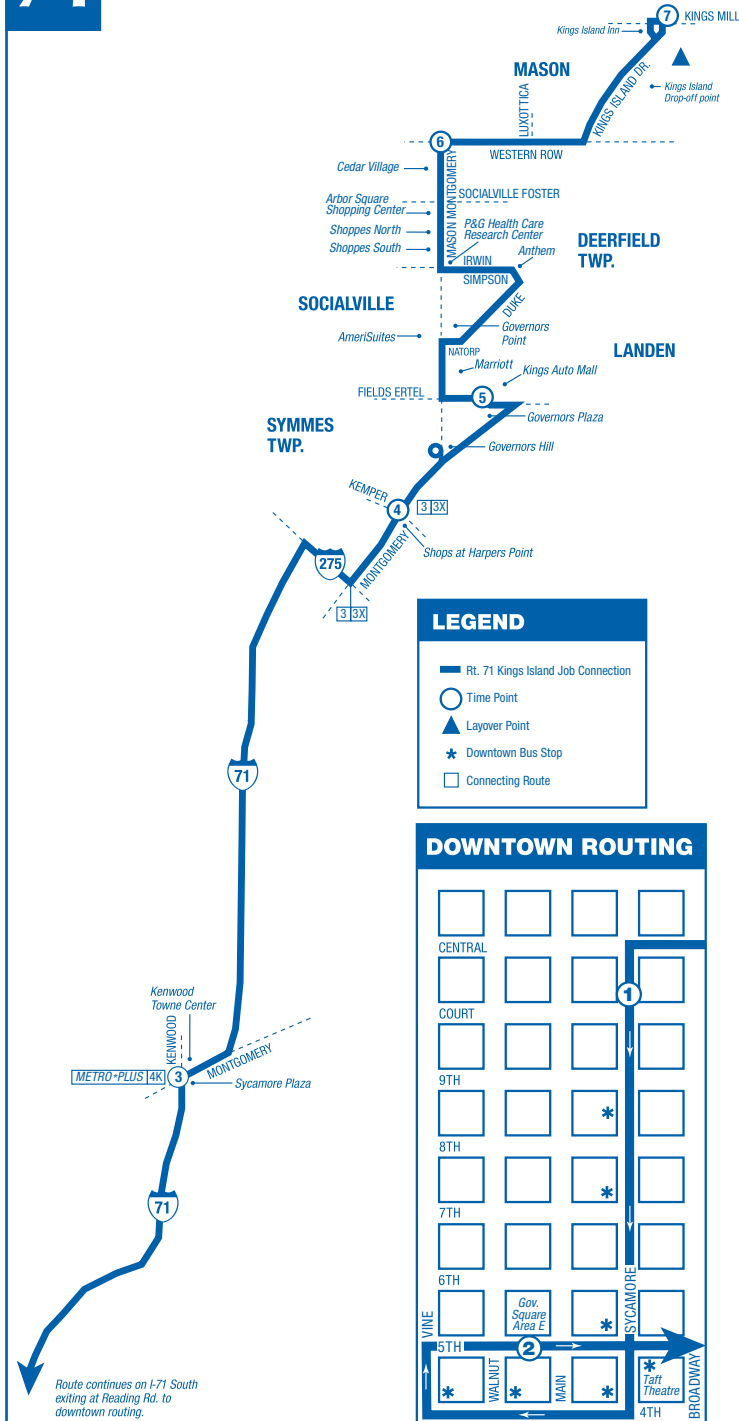 71
7 KINGS MILL
Kings Island Inn
MASON
LUXOTTICA
KINGS ISLAND DR.
Kings Island
Drop-off point
6
WESTERN ROW
Cedar Village
MASON MONTGOMERY
SOCIALVILLE FOSTER
Arbor Square
Shopping Center
Shoppes North
Shoppes South
P&G Health Care
Research Center
DEERFIELD
TWP.
Anthem
IRWIN
SIMPSON
DUKE
SOCIALVILLE
AmeriSuites
Governors
Point
LANDEN
NATORP
Marriott
Kings Auto Mall
FIELDS ERTEL
5
Governors Plaza
SYMMES
TWP.
Governors Hill
KEMPER
4
3 3X
MONTGOMERY
Shops at Harpers Point
275
3 3X
LEGEND
Rt. 71 Kings Island Job Connection
Time Point
Layover Point
* Downtown Bus Stop
Connecting Route
71
Kenwood
Towne Center
KENWOOD
MONTGOMERY
METRO*PLUS 4K
3
Sycamore Plaza
71
Route continues on I-71 South
exiting at Reading Rd. to
downtown routing.
DOWNTOWN ROUTING
CENTRAL
1
COURT
9TH
*
8TH
*
7TH
6TH
SYCAMORE
VINE
Gov.
Square
Area E
*
5TH
2
WALNUT
MAIN
BROADWAY
* * * *
Taft
Theatre
4TH